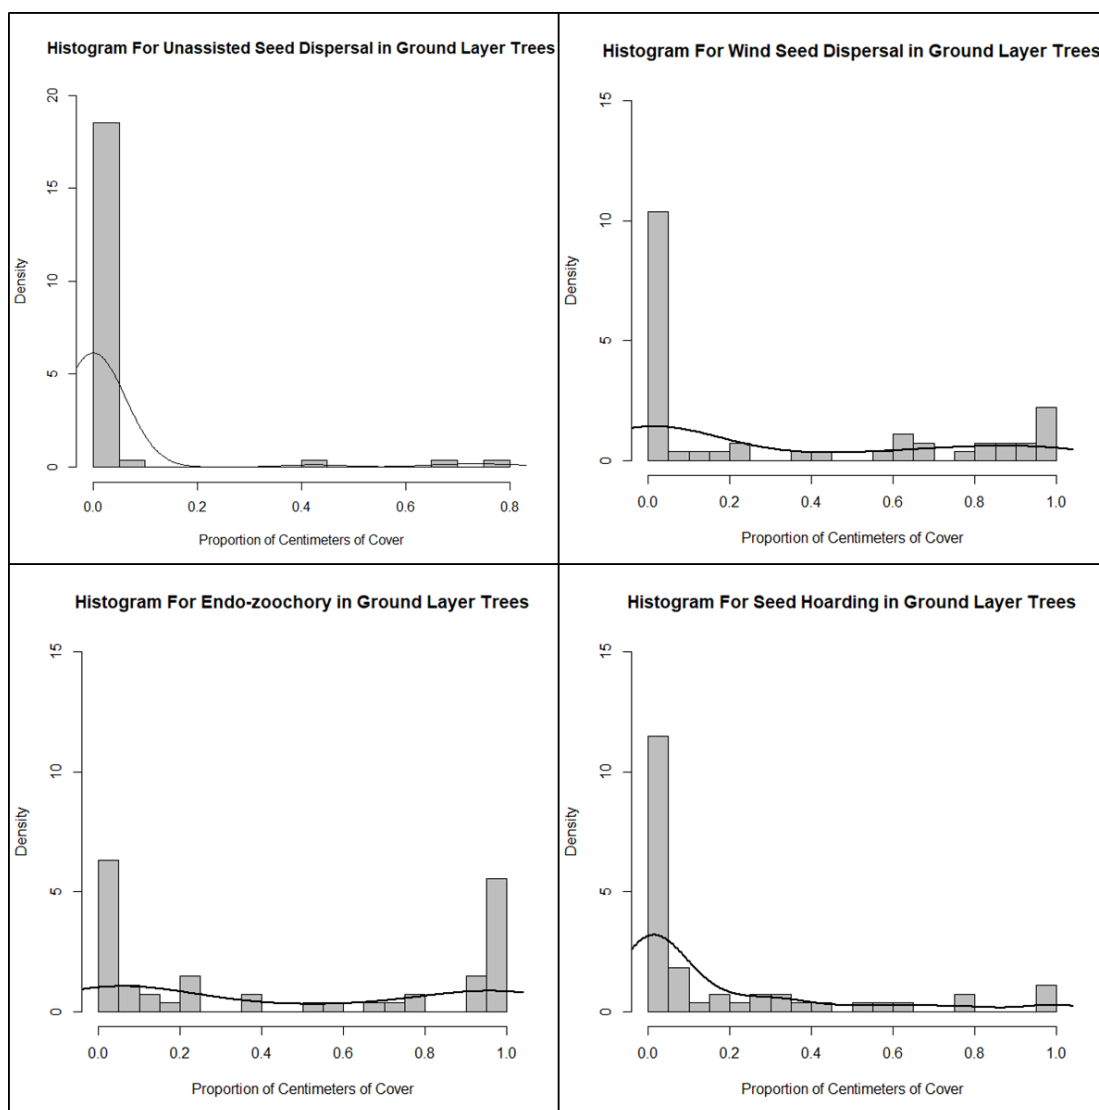 Histogram For Unassisted Seed Dispersal in Ground Layer Trees
20
15
10
5
0
Density
0.0 0.2 0.4 0.6 0.8
Proportion of Centimeters of Cover
Histogram For Wind Seed Dispersal in Ground Layer Trees
15
10
5
0
Density
0.0 0.2 0.4 0.6 0.8 1.0
Proportion of Centimeters of Cover
Histogram For Endo-zoochory in Ground Layer Trees
15
10
5
0
Density
0.0 0.2 0.4 0.6 0.8 1.0
Proportion of Centimeters of Cover
Histogram For Seed Hoarding in Ground Layer Trees
15
10
5
0
Density
0.0 0.2 0.4 0.6 0.8 1.0
Proportion of Centimeters of Cover